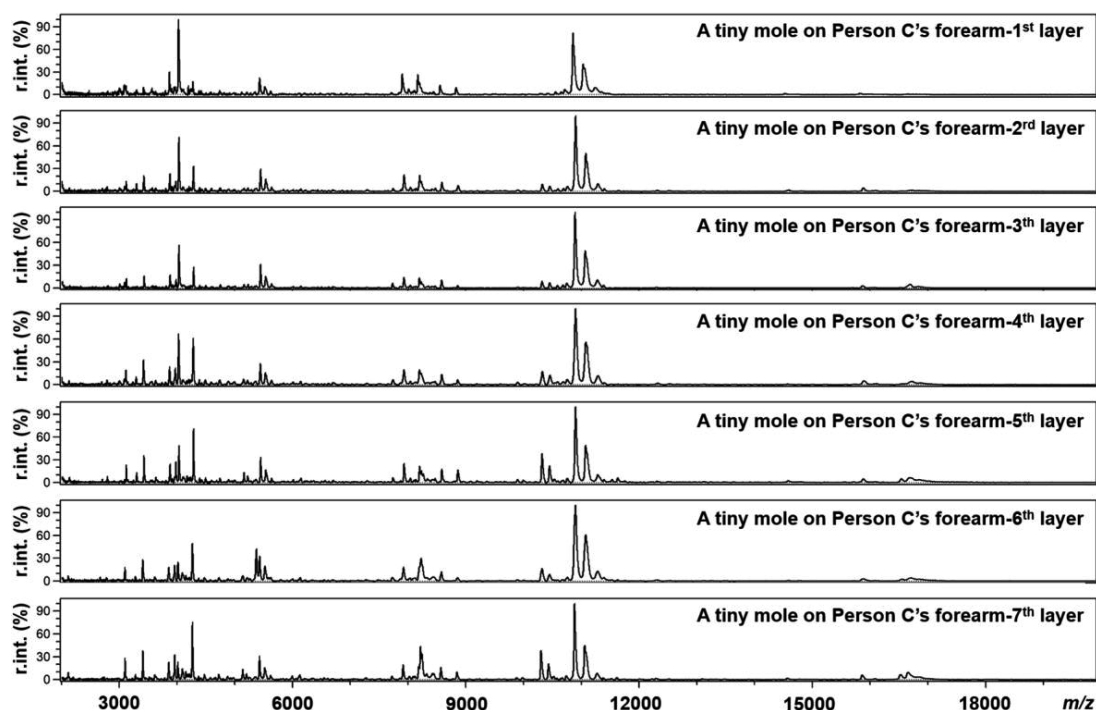 r.int. (%)
90
60
30
0
A tiny mole on Person C's forearm-1st layer
r.int. (%)
90
60
30
0
A tiny mole on Person C's forearm-2rd layer
r.int. (%)
90
60
30
0
A tiny mole on Person C's forearm-3th layer
r.int. (%)
90
60
30
0
A tiny mole on Person C's forearm-4th layer
r.int. (%)
90
60
30
0
A tiny mole on Person C's forearm-5th layer
r.int. (%)
90
60
30
0
A tiny mole on Person C's forearm-6th layer
r.int. (%)
90
60
30
0
A tiny mole on Person C's forearm-7th layer
3000 6000 9000 12000 15000 18000 m/z